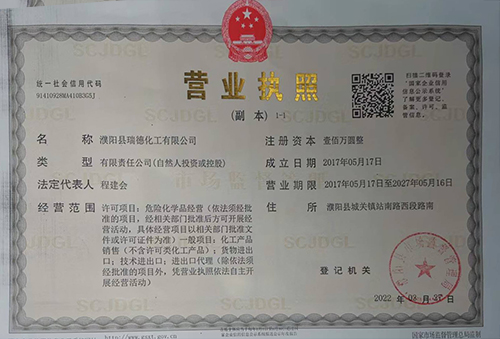 SCJDGL SCJDGL SCJDGL
统一社会信用代码
营业执照
(副 本) 1-1
扫描二维码登录
“国家企业信用
信息公示系统”
了解更多登记、
备案、许可、监
管信息
名 称 濮阳县瑞德化工有限公司
注册资本 壹佰万圆整
类 型 有限责任公司(自然人投资或控股)
成立日期 2017年05月17日
法定代表人 程建会
营业期限 2017年05月17日至2027年05月16日
经营范围 许可项目:危险化学品经营(依法须经批
准的项目,经相关部门批准后方可开展经
营活动,具体经营项目以相关部门批准文
件或许可证件为准)一般项目:化工产品
销售(不含许可类化工产品);货物进出
口;技术进出口;进出口代理(除依法须
经批准的项目外,凭营业执照依法自主开
展经营活动)
住 所 濮阳县城关镇站南路西段路南
登记机关
2022 年
国家市场监督管理总局监制